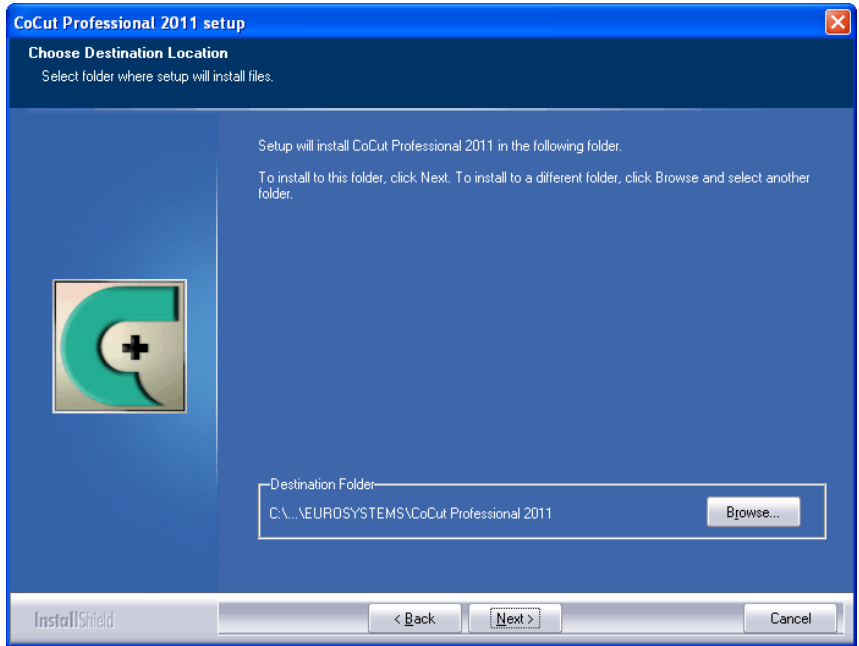 CoCut Professional 2011 setup
Choose Destination Location
Select folder where setup will install files.
Setup will install CoCut Professional 2011 in the following folder.
To install to this folder, click Next. To install to a different folder, click Browse and select another
folder.
Destination Folder
C:\...\EUROSYSTEMS\CoCut Professional 2011
Browse...
InstallShield
< Back
Next >
Cancel